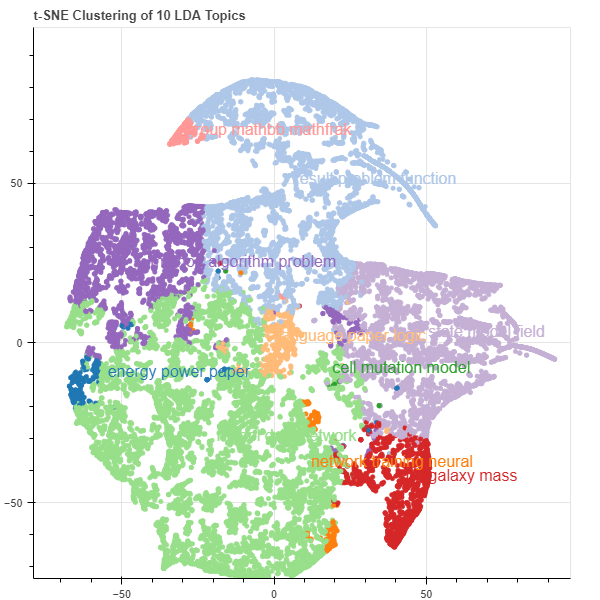 t-SNE Clustering of 10 LDA Topics
group mathbb mathfrak
result problem function
algorithm problem
language paper logic
state model field
cell mutation model
energy power paper
network
network training neural
galaxy mass
50
0
−50
−50
0
50